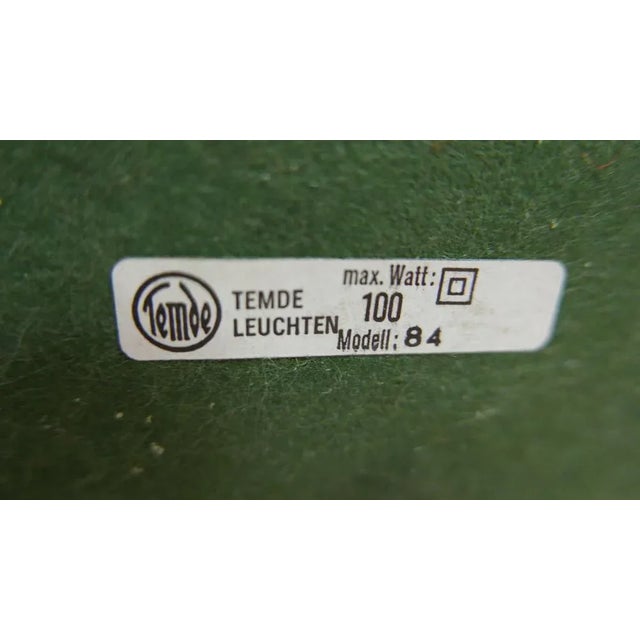 Temde
TEMDE
LEUCHTEN
max. Watt:
100
Modell: 84